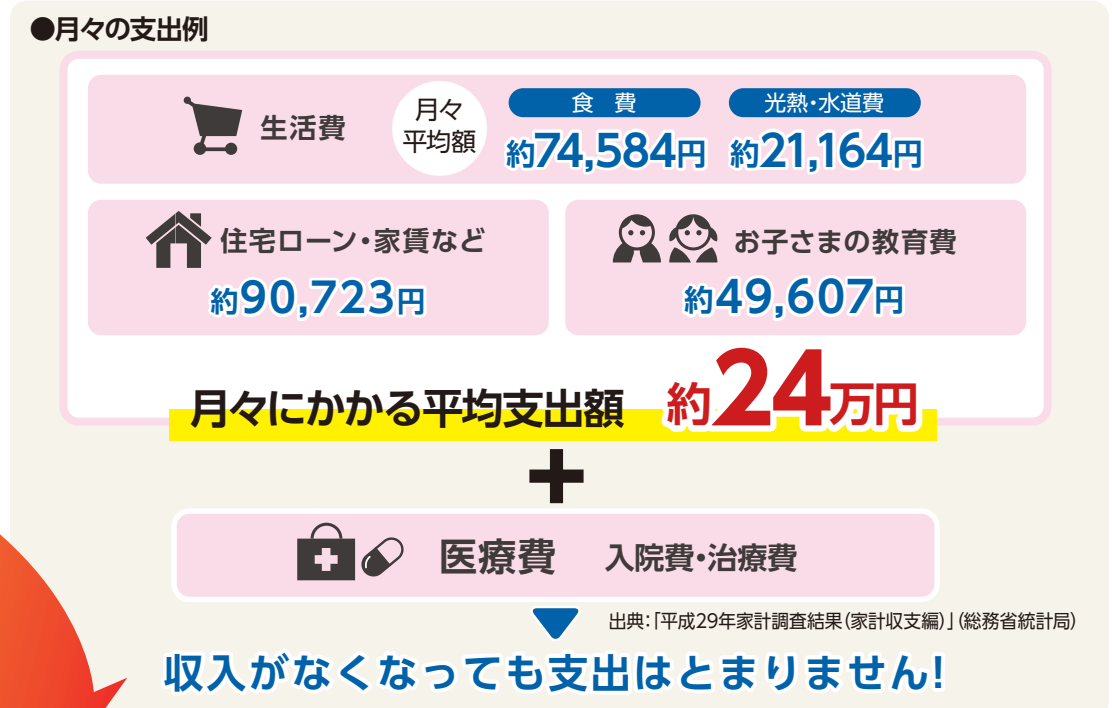 ●月々の支出例
生活費
月々
平均額
食 費
約74,584円
光熱・水道費
約21,164円
住宅ローン・家賃など
約90,723円
お子さまの教育費
約49,607円
月々にかかる平均支出額 約24万円
+
医療費 入院費・治療費
出典:「平成29年家計調査結果(家計収支編)」(総務省統計局)
収入がなくなっても支出はとまりません!